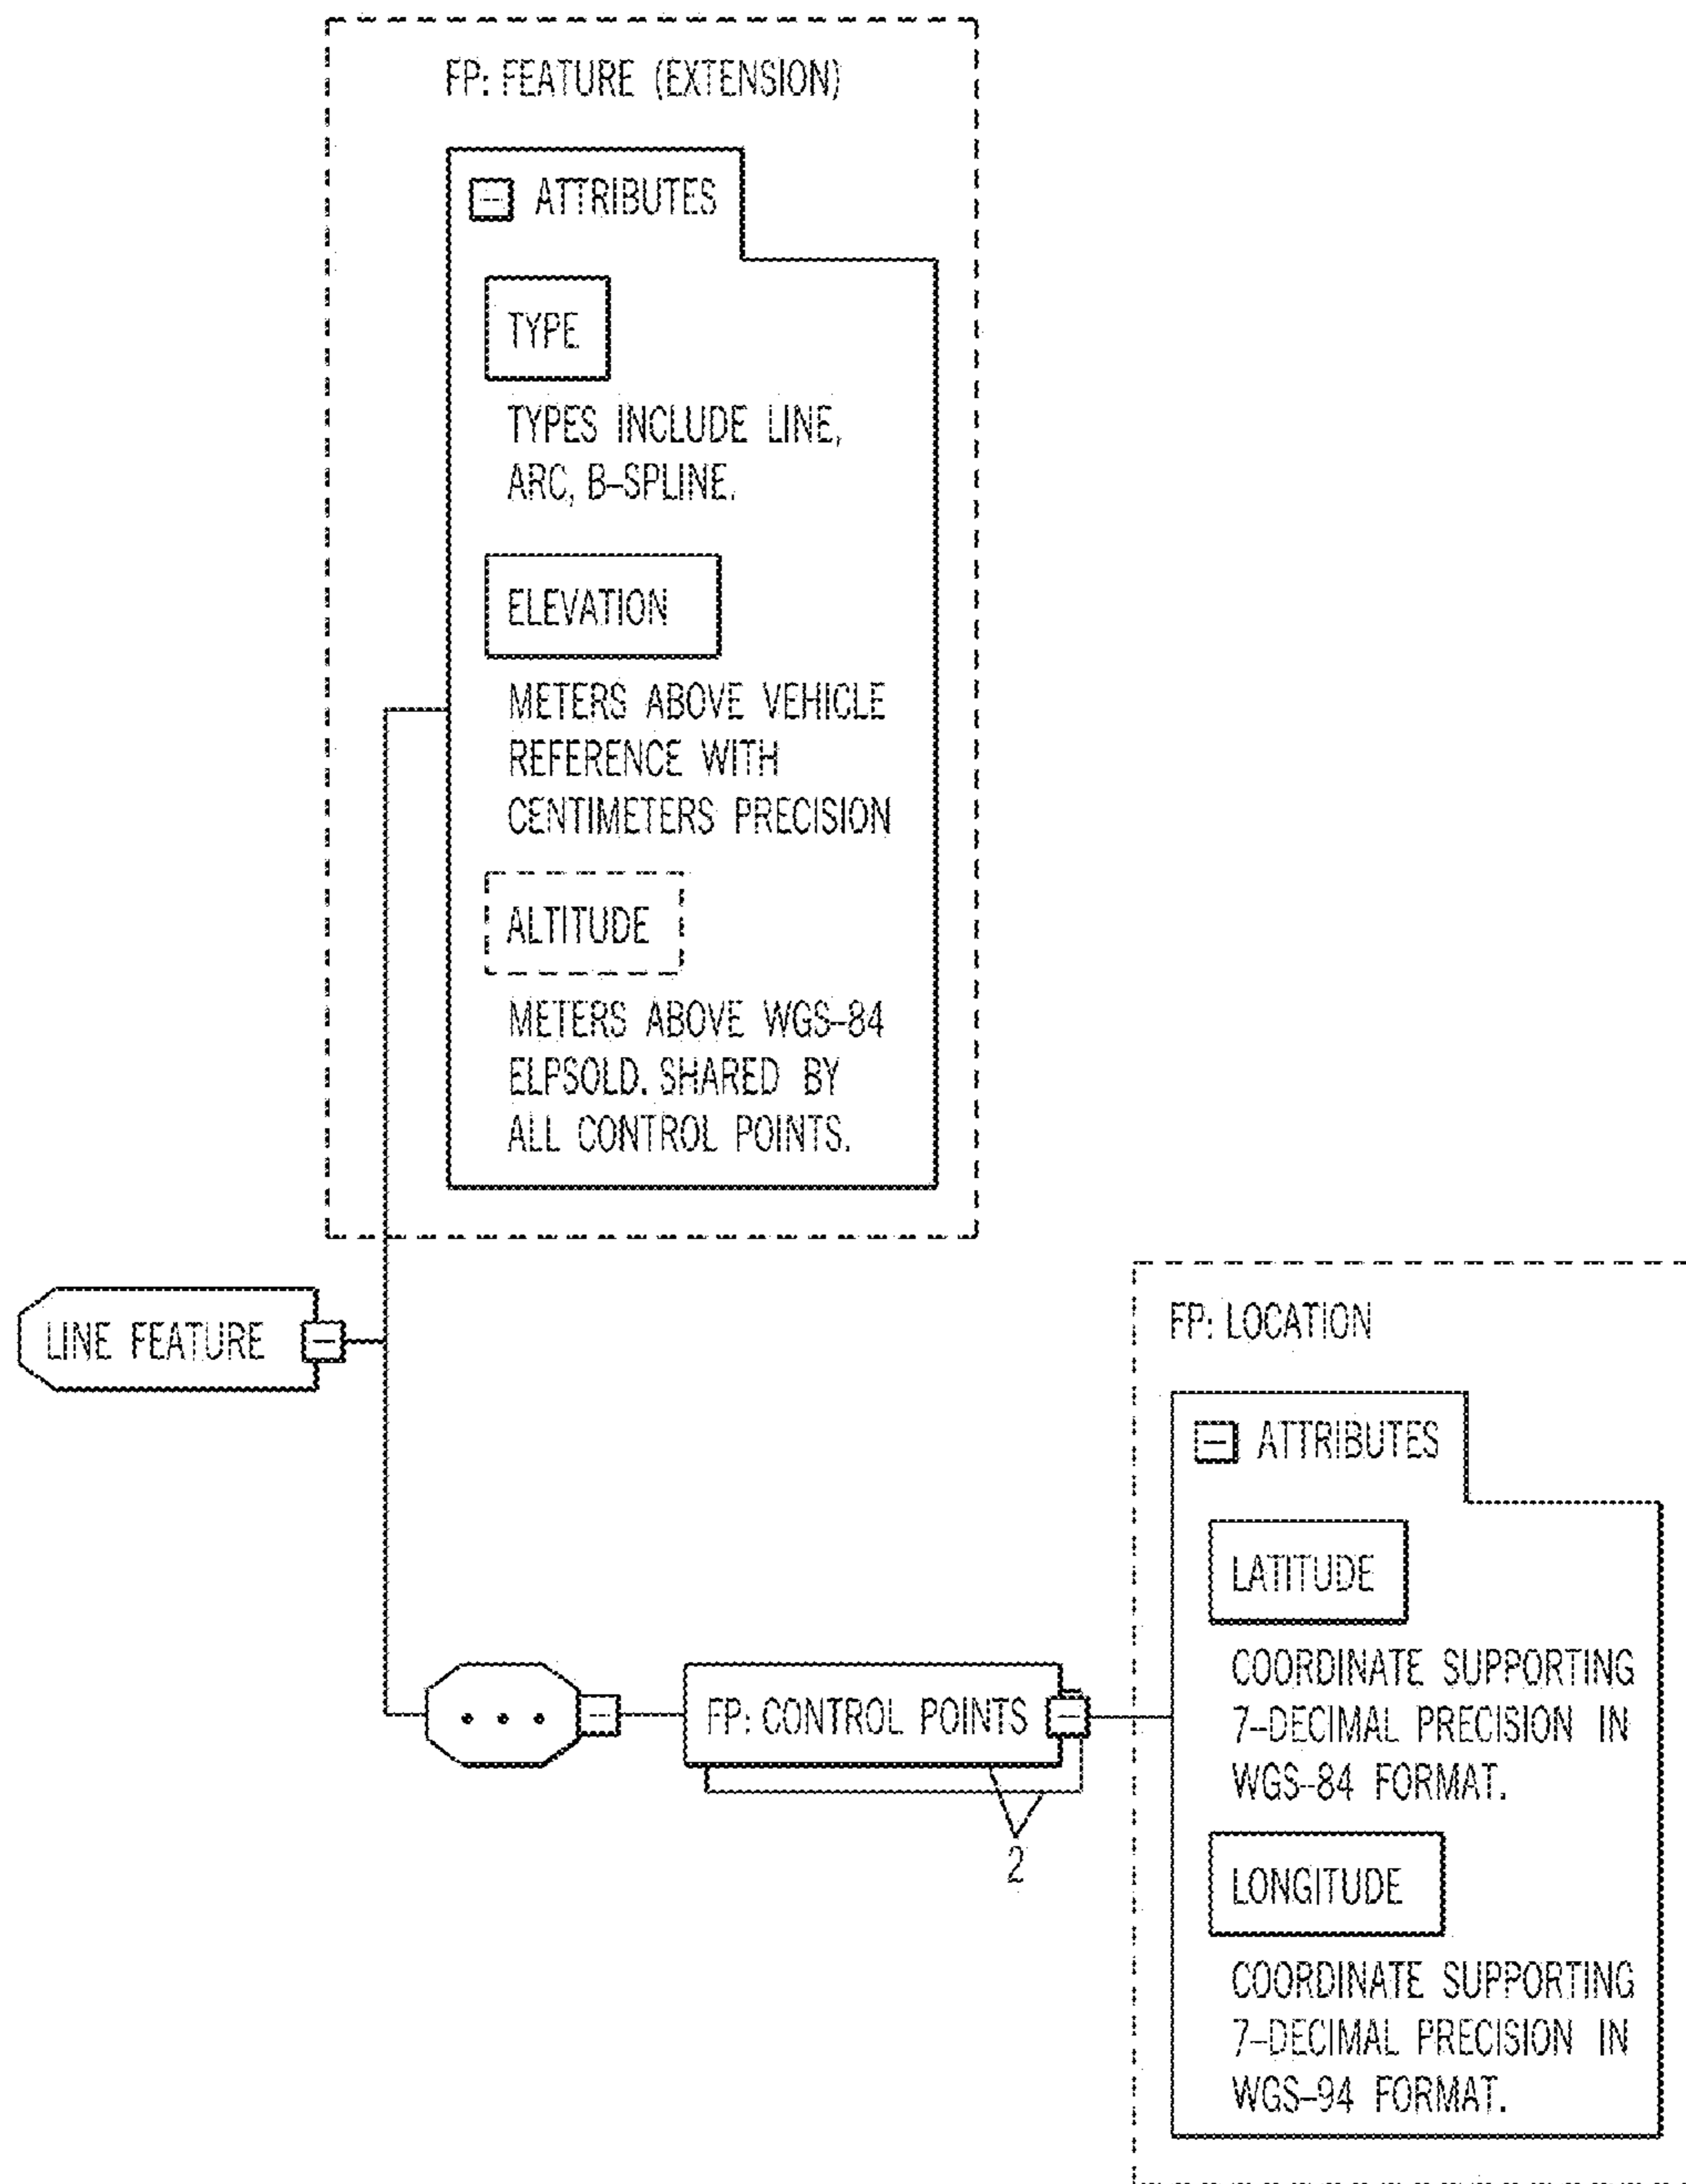 FP: FEATURE (EXTENSION)
ATTRIBUTES
TYPE
TYPES INCLUDE LINE,
ARC, B-SPLINE.
ELEVATION
METERS ABOVE VEHICLE
REFERENCE WITH
CENTIMETERS PRECISION
ALTITUDE
METERS ABOVE WGS-84
ELPSOLD. SHARED BY
ALL CONTROL POINTS.
LINE FEATURE
FP: CONTROL POINTS
2
FP: LOCATION
ATTRIBUTES
LATITUDE
COORDINATE SUPPORTING
7-DECIMAL PRECISION IN
WGS-84 FORMAT.
LONGITUDE
COORDINATE SUPPORTING
7-DECIMAL PRECISION IN
WGS-94 FORMAT.